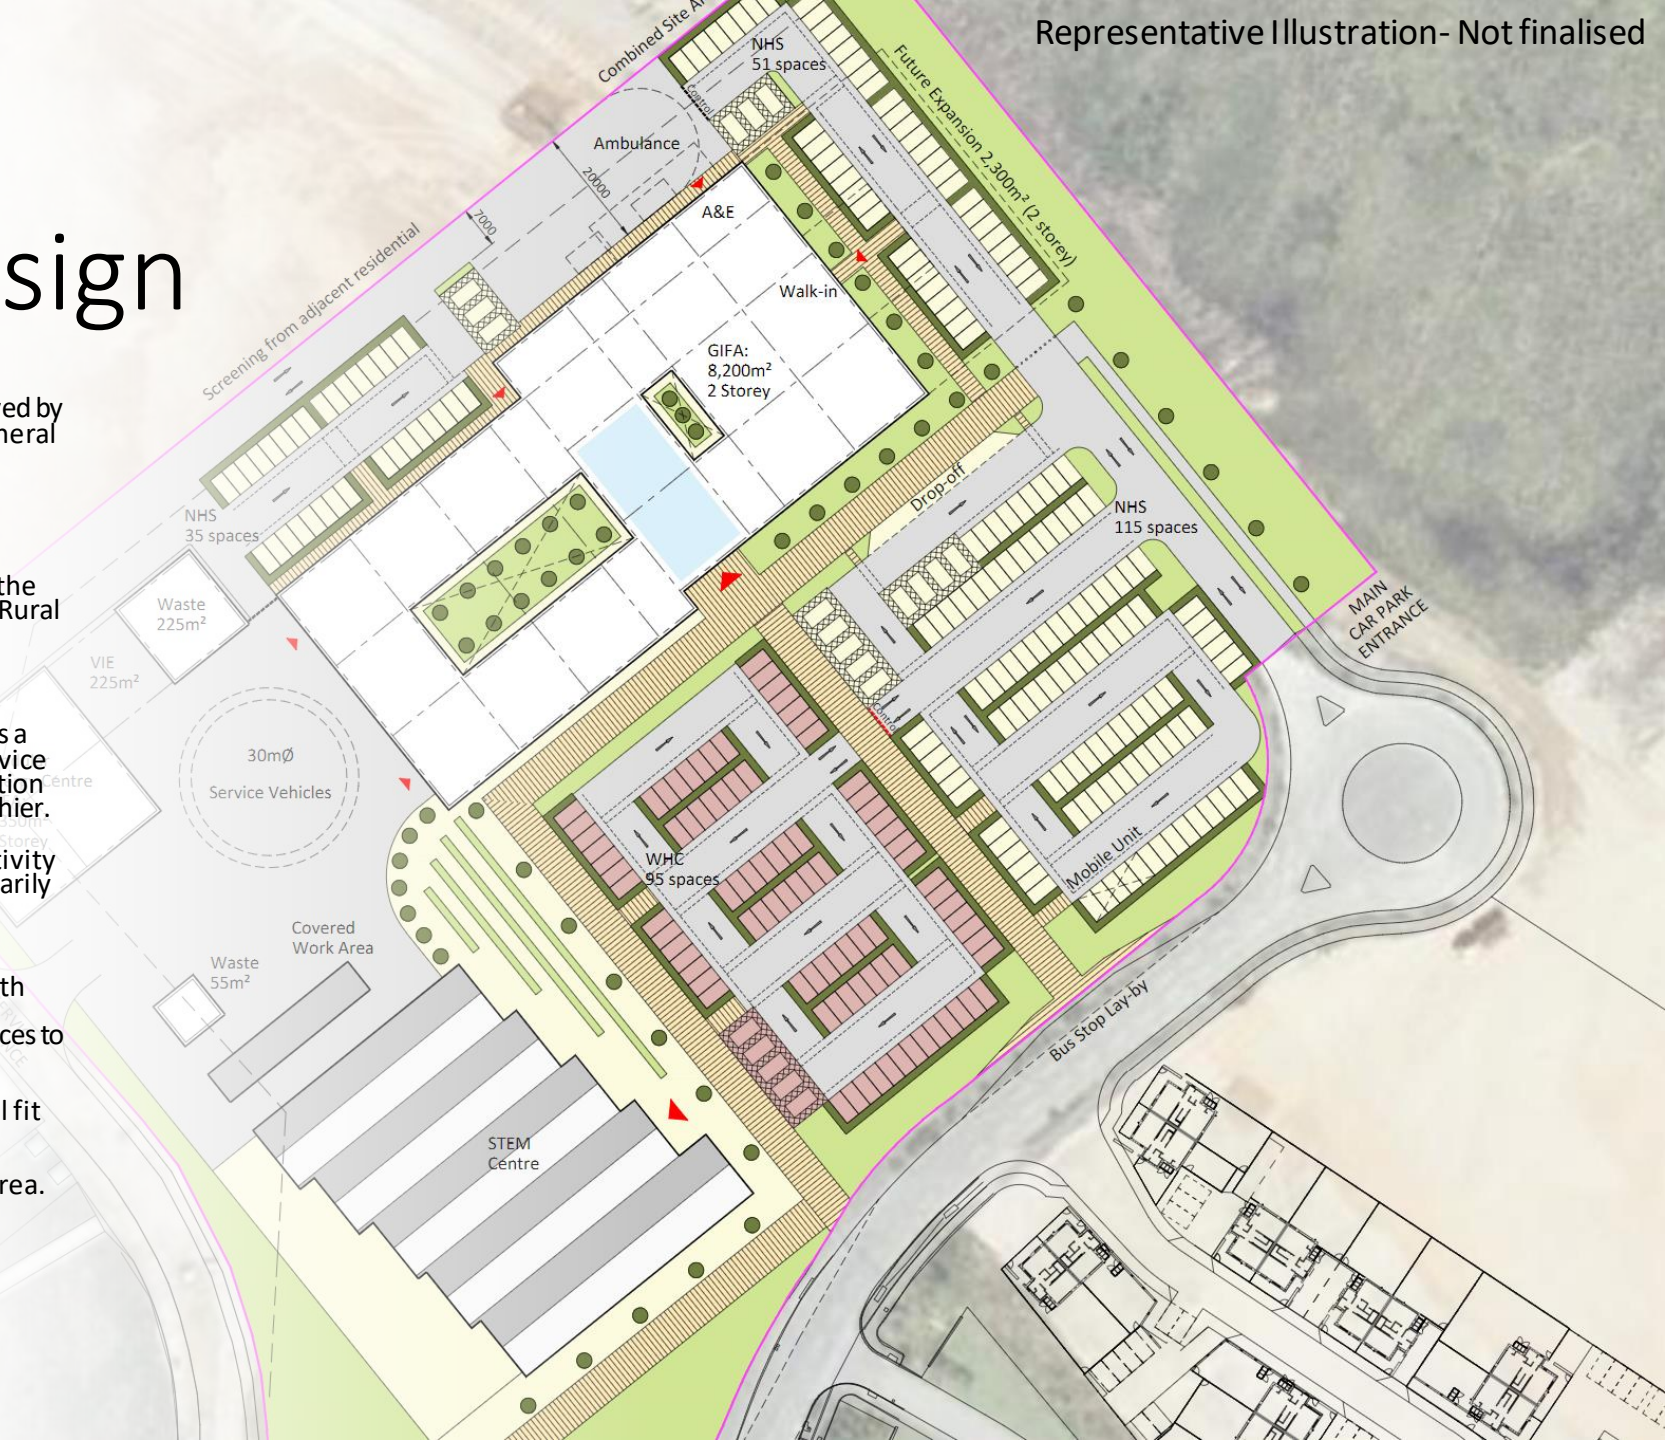 Representative Illustration- Not finalised
Combined Site
NHS
51 spaces
Control
Future Expansion 2,300m² (2 storey)
Ambulance
20000
7000
A&E
Screening from adjacent residential
Walk-in
GIFA:
8,200m²
2 Storey
sign
ed by
neral
the
Rural
s a
vice
tion
hier.
tivity
arily
th
ces to
l fit
rea.
Drop-off
NHS
115 spaces
NHS
35 spaces
MAIN
CAR PARK
ENTRANCE
Waste
225m²
VIE
225m²
Control
30mØ
Service Vehicles
Centre
Storey
WHC
95 spaces
Mobile Unit
Covered
Work Area
Waste
55m²
Bus Stop Lay-by
STEM
Centre